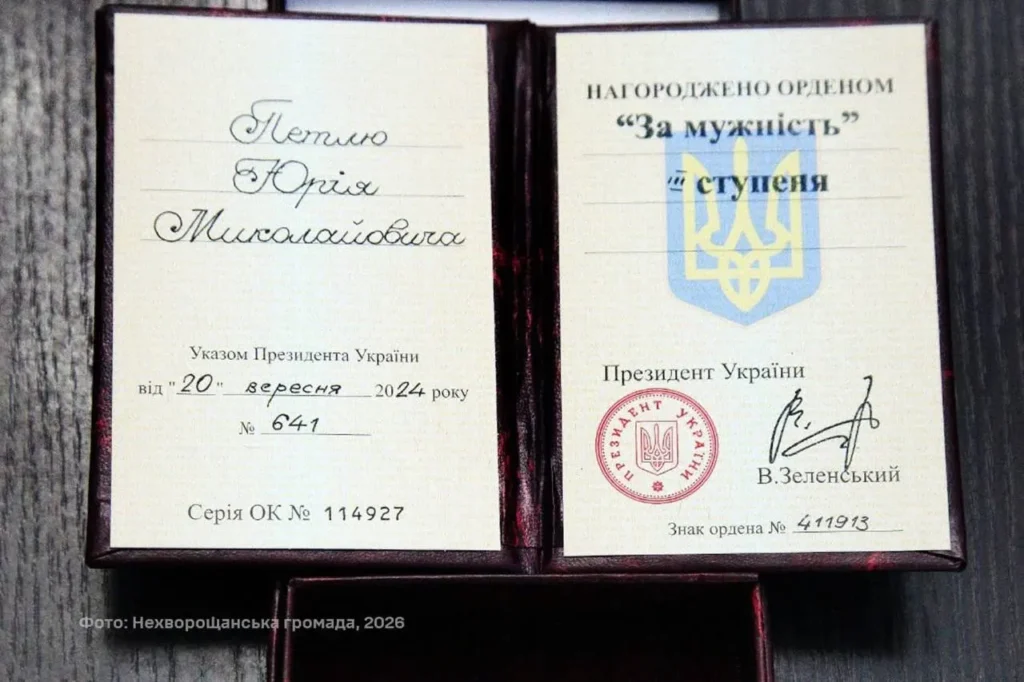 Петлю
Юрія
Миколайовича
Указом Президента України
від "20" вересня 2024 року
№ 641
Серія ОК № 114927
НАГОРОДЖЕНО ОРДЕНОМ
“За мужність”
III ступеня
Президент України
ПРЕЗИДЕНТ УКРАЇНИ
В.Зеленський
Знак ордена № 411913
Фото: Нехворощанська громада, 2026